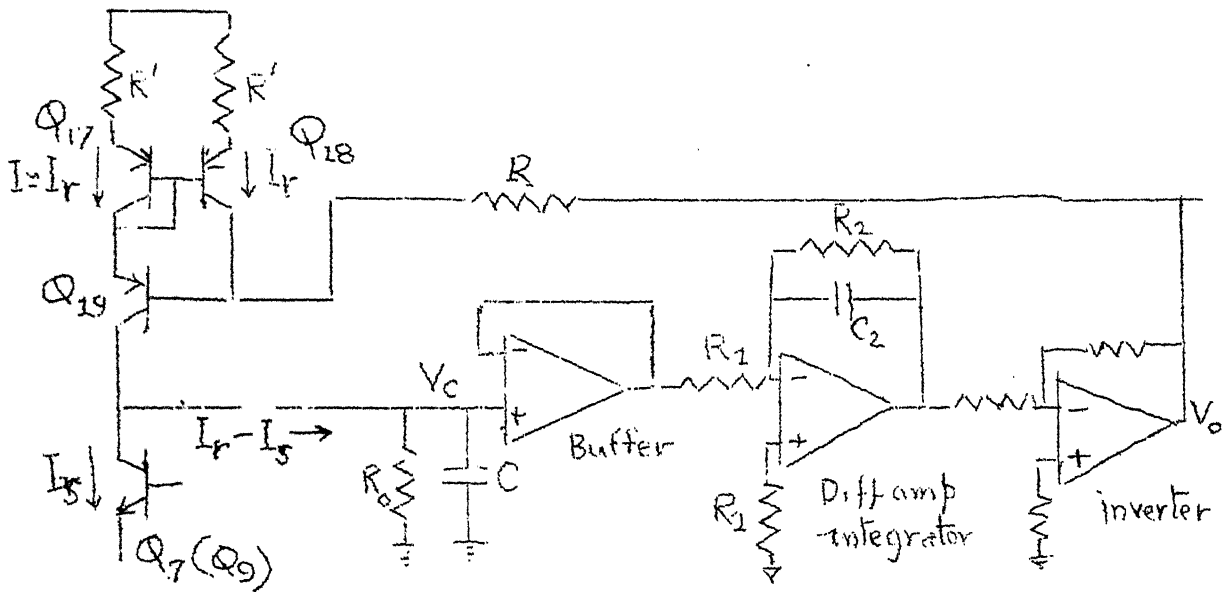 R'
R'
Q17
Q18
I≃Ir
Ir
R
R2
Q19
C2
R1
VC
−
+
−
+
−
+
Vo
Ir−Is
Buffer
Is
Ro
C
R1
Diff amp
integrator
inverter
Q7(Q9)